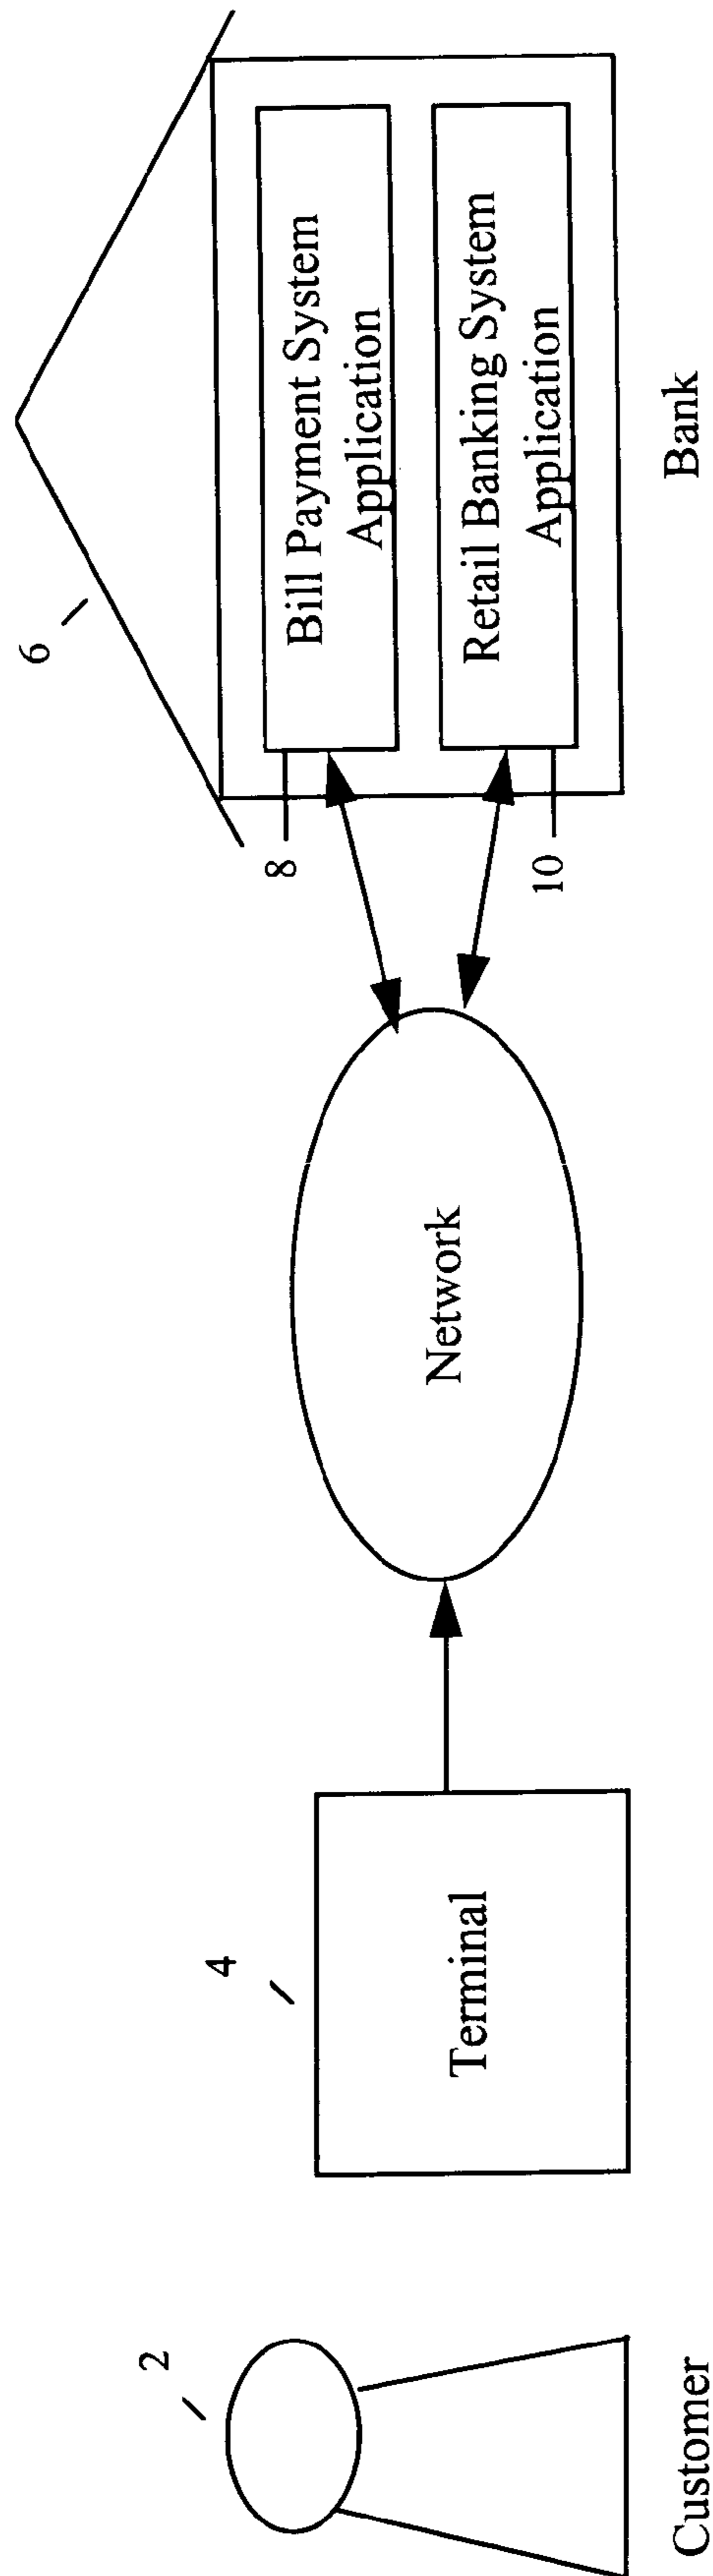 2
Customer
4
Terminal
Network
6
8
Bill Payment System
Application
10
Retail Banking System
Application
Bank